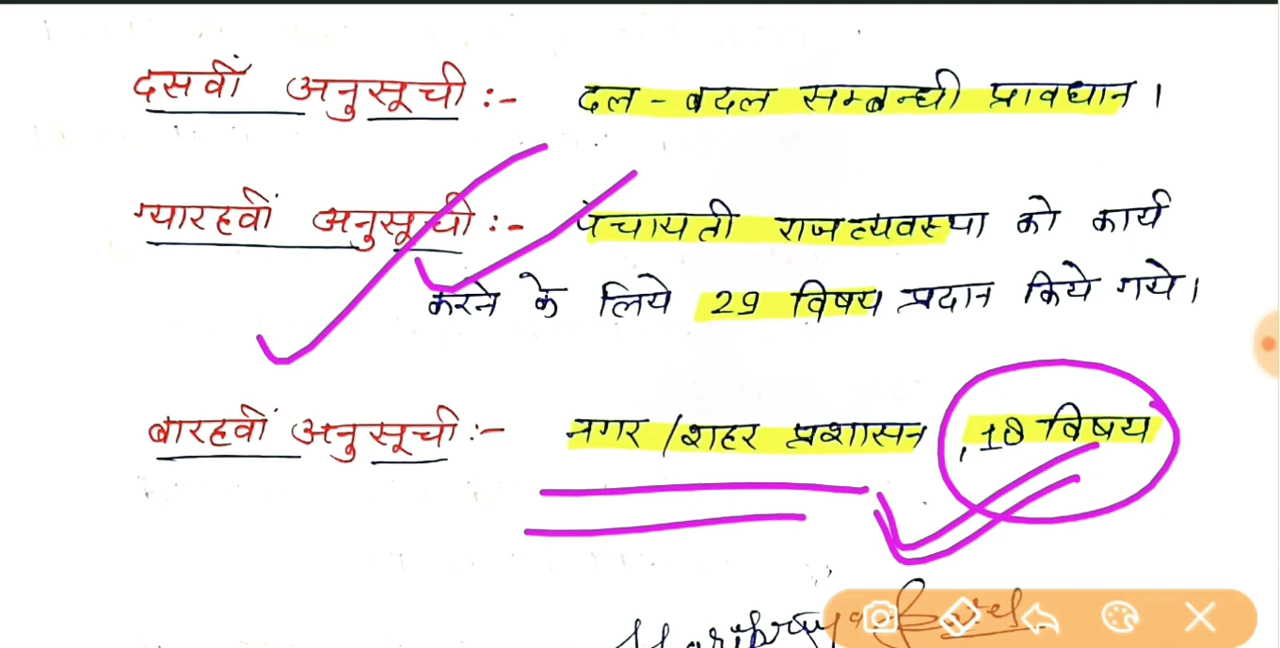 दसवीं अनुसूची :- दल - बदल सम्बन्धी प्रावधान ।
ग्यारहवीं अनुसूची :- पंचायती राजव्यवस्था को कार्य
करने के लिये 29 विषय प्रदान किये गये।
बारहवीं अनुसूची :- नगर / शहर प्रशासन , 18 विषय